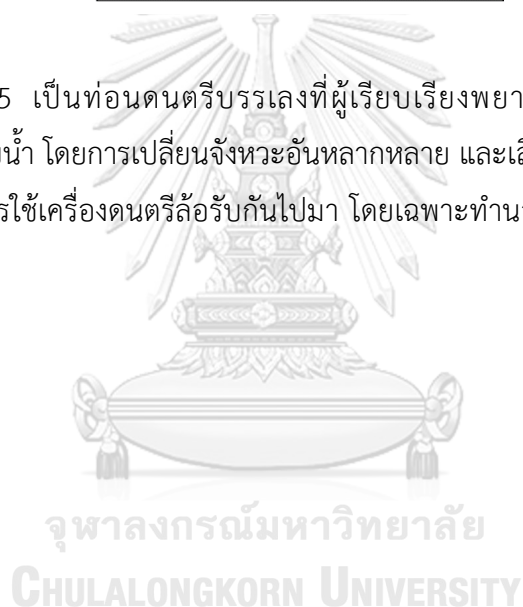 5 เป็นท่อนดนตรีบรรเลงที่ผู้เรียบเรียงพยา
น้ำ โดยการเปลี่ยนจังหวะอันหลากหลาย และเลื
ใช้เครื่องดนตรีล้อรับกันไปมา โดยเฉพาะทำนว
จุฬาลงกรณ์มหาวิทยาลัย
CHULALONGKORN UNIVERSITY